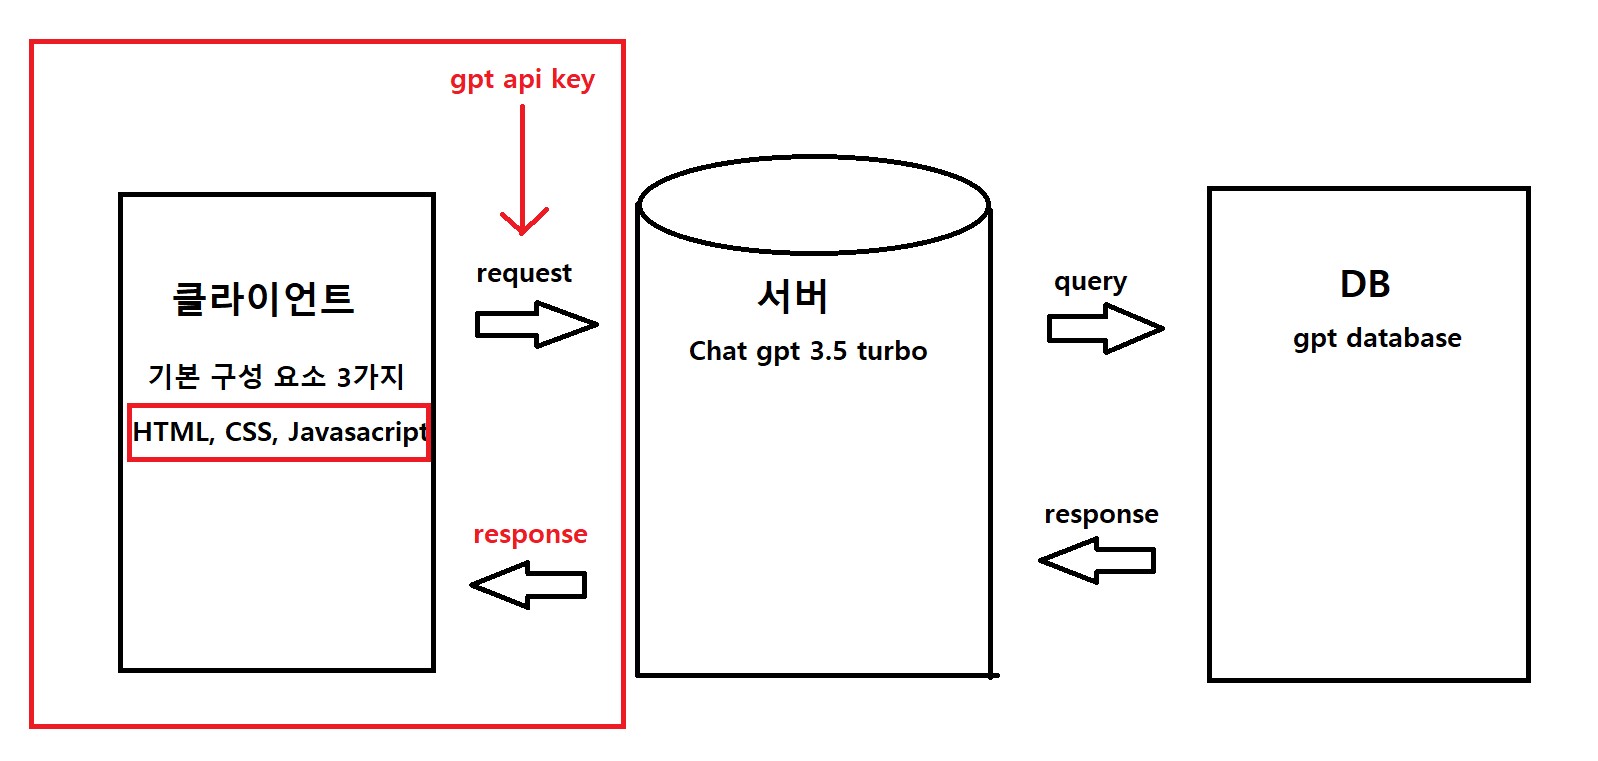 gpt api key
request
클라이언트
기본 구성 요소 3가지
HTML, CSS, Javasacript
response
서버
Chat gpt 3.5 turbo
query
response
DB
gpt database